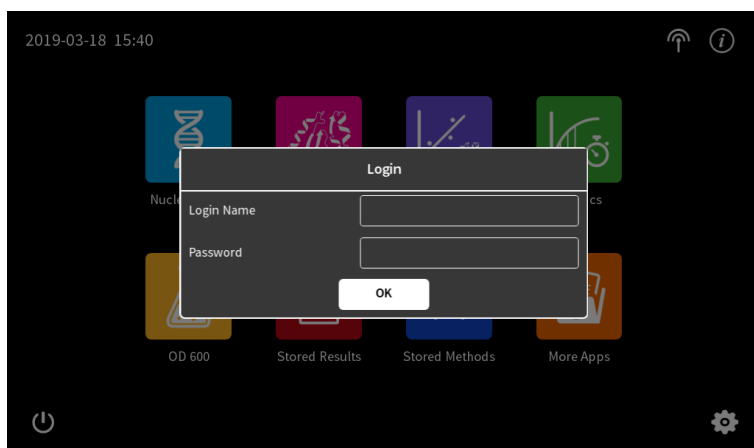 2019-03-18 15:40
Login
Login Name
Password
OK
OD 600
Stored Results
Stored Methods
More Apps